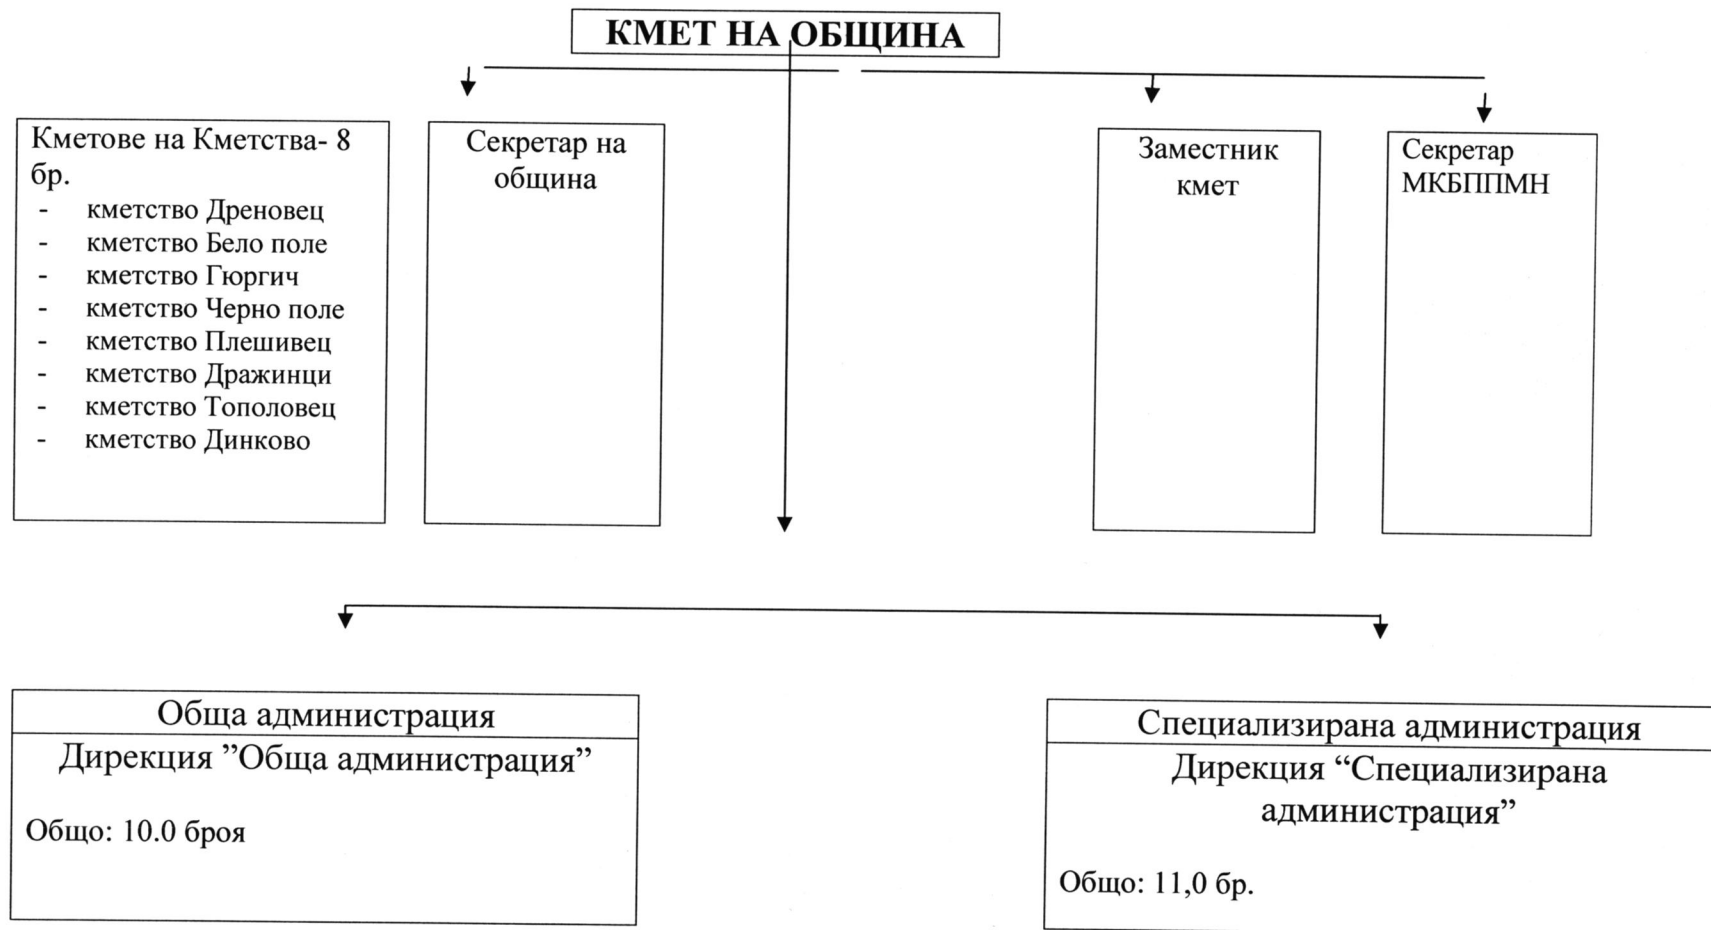 КМЕТ НА ОБЩИНА
Кметове на Кметства- 8
бр.
- кметство Дреновец
- кметство Бело поле
- кметство Гюргич
- кметство Черно поле
- кметство Плешивец
- кметство Дражинци
- кметство Тополовец
- кметство Динково
Секретар на
община
Заместник
кмет
Секретар
МКБППМН
Обща администрация
Дирекция ”Обща администрация”
Общо: 10.0 броя
Специализирана администрация
Дирекция “Специализирана
администрация”
Общо: 11,0 бр.